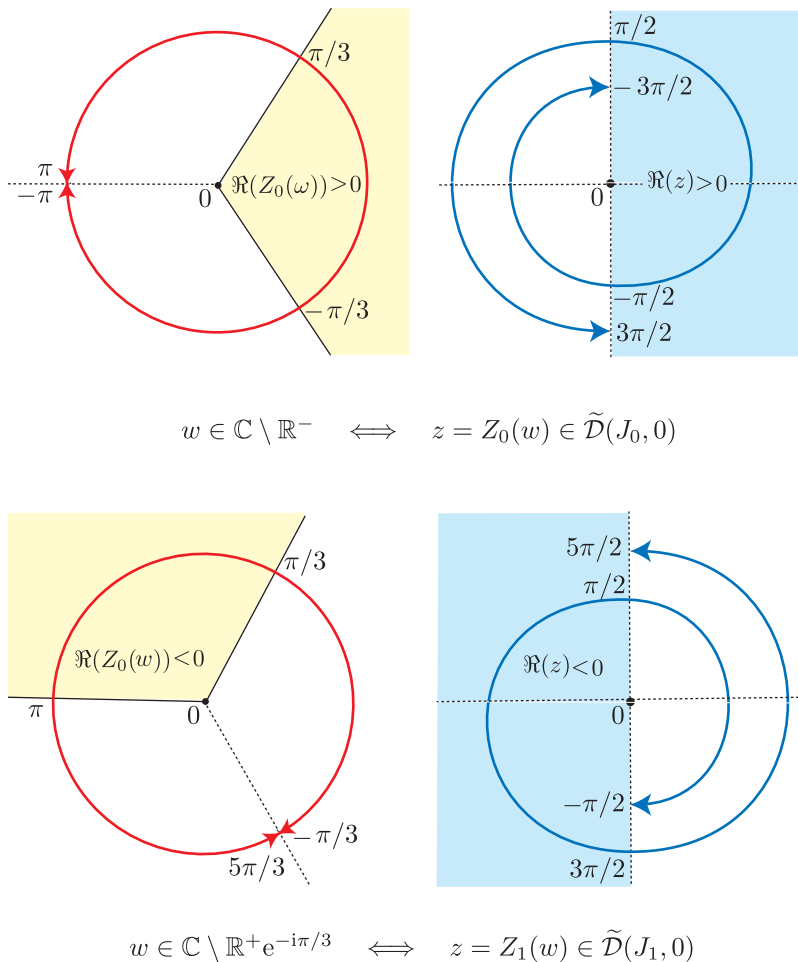 π/3
π
−π
0
ℜ(Z₀(ω))>0
−π/3
π/2
−3π/2
0
ℜ(z)>0
−π/2
3π/2
w ∈ ℂ \ ℝ⁻ ⟺ z = Z₀(w) ∈ 𝒟̃(J₀, 0)
π/3
ℜ(Z₀(w))<0
π
0
−π/3
5π/3
5π/2
π/2
ℜ(z)<0
0
−π/2
3π/2
w ∈ ℂ \ ℝ⁺e^{−iπ/3} ⟺ z = Z₁(w) ∈ 𝒟̃(J₁, 0)